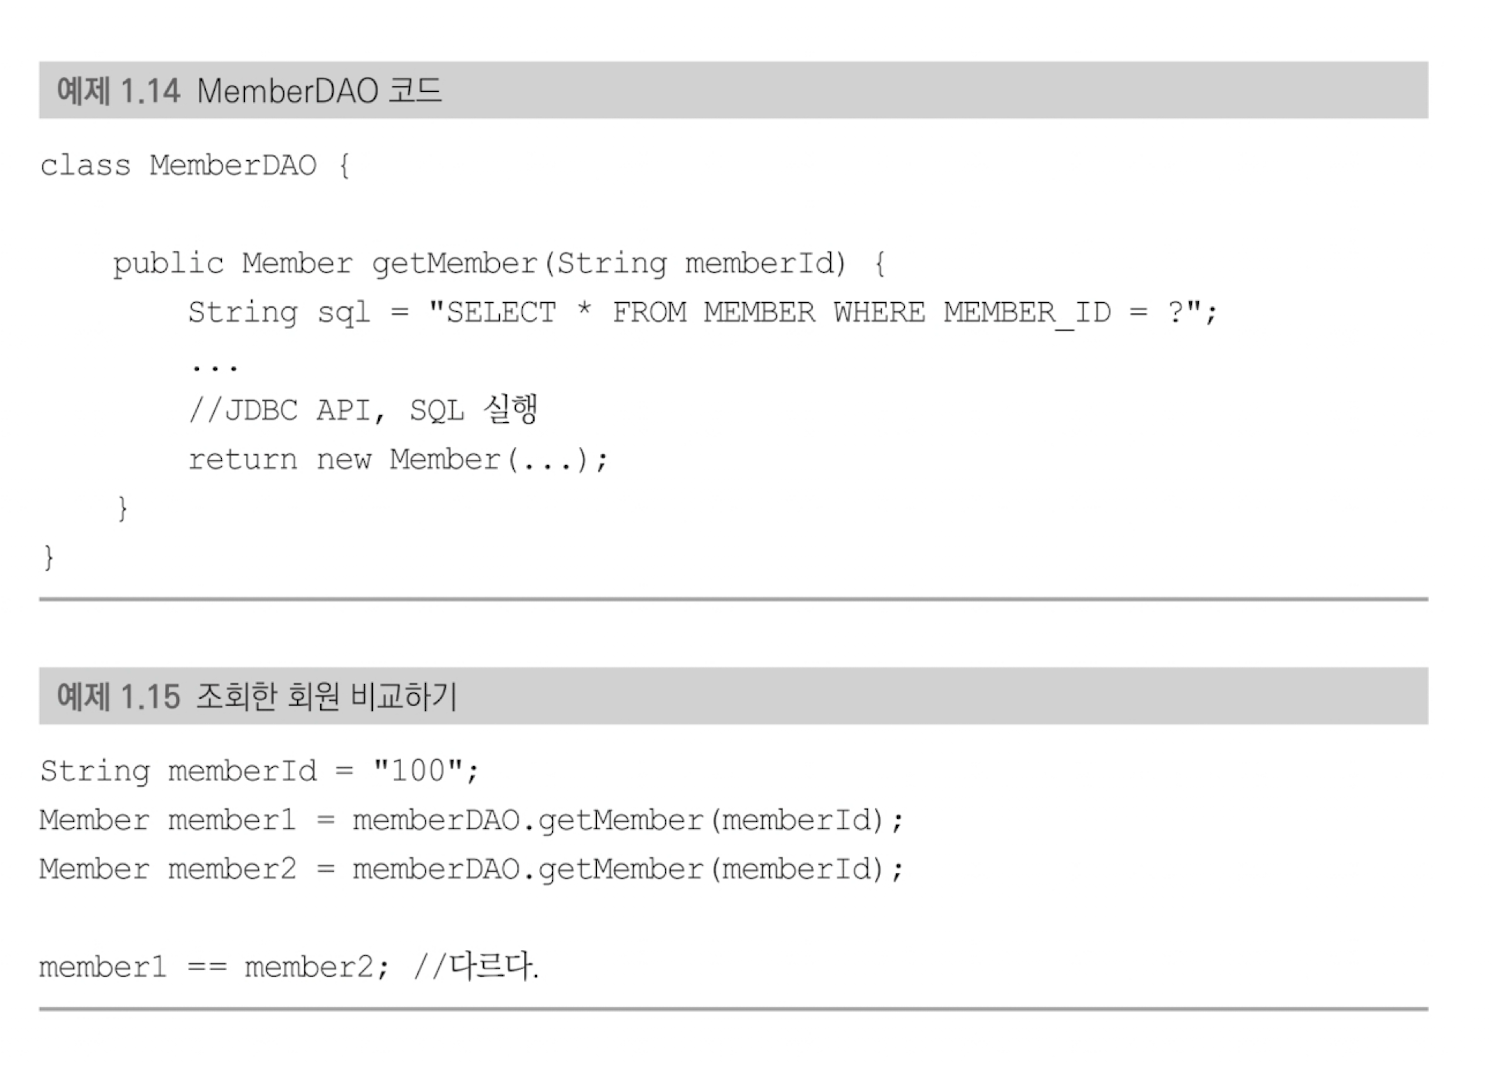 예제 1.14 MemberDAO 코드
class MemberDAO {
public Member getMember(String memberId) {
String sql = "SELECT * FROM MEMBER WHERE MEMBER_ID = ?";
...
//JDBC API, SQL 실행
return new Member(...);
}
}
예제 1.15 조회한 회원 비교하기
String memberId = "100";
Member member1 = memberDAO.getMember(memberId);
Member member2 = memberDAO.getMember(memberId);
member1 == member2; //다르다.